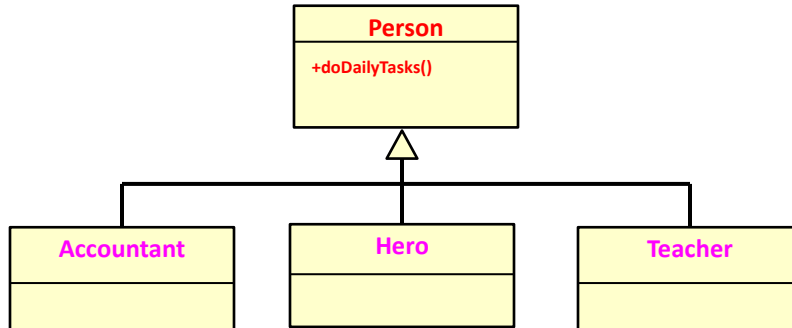 Person
+doDailyTasks()
Accountant
Hero
Teacher